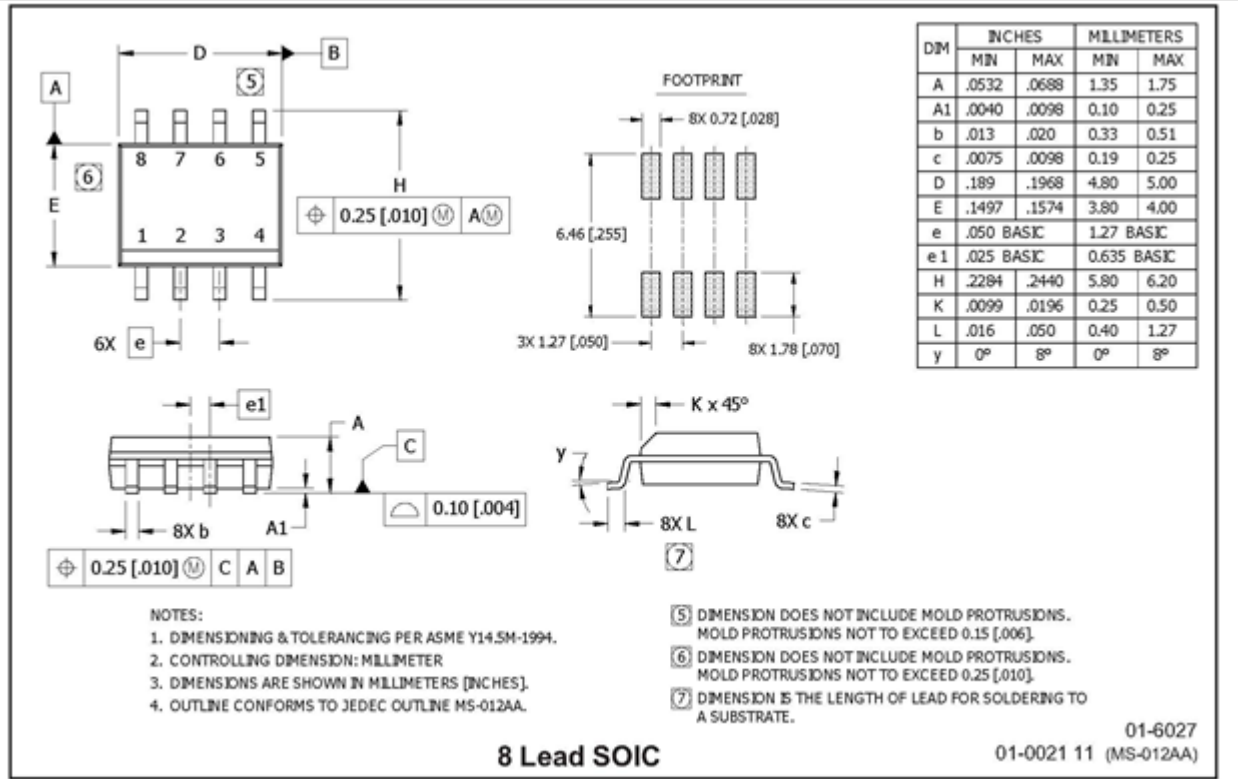 D
B
A
5
8 7 6 5
6
E
H
⌖ 0.25 [.010] Ⓜ A Ⓜ
1 2 3 4
6X e
FOOTPRINT
8X 0.72 [.028]
6.46 [.255]
3X 1.27 [.050]
8X 1.78 [.070]
DIM INCHES MILLIMETERS
MIN MAX MIN MAX
A .0532 .0688 1.35 1.75
A1 .0040 .0098 0.10 0.25
b .013 .020 0.33 0.51
c .0075 .0098 0.19 0.25
D .189 .1968 4.80 5.00
E .1497 .1574 3.80 4.00
e .050 BASIC 1.27 BASIC
e1 .025 BASIC 0.635 BASIC
H .2284 .2440 5.80 6.20
K .0099 .0196 0.25 0.50
L .016 .050 0.40 1.27
y 0° 8° 0° 8°
e1
A
C
0.10 [.004]
8X b
A1
⌖ 0.25 [.010] Ⓜ C A B
K x 45°
y
8X L
8X c
7
NOTES:
1. DIMENSIONING & TOLERANCING PER ASME Y14.5M-1994.
2. CONTROLLING DIMENSION: MILLIMETER
3. DIMENSIONS ARE SHOWN IN MILLIMETERS [INCHES].
4. OUTLINE CONFORMS TO JEDEC OUTLINE MS-012AA.
5 DIMENSION DOES NOT INCLUDE MOLD PROTRUSIONS.
MOLD PROTRUSIONS NOT TO EXCEED 0.15 [.006].
6 DIMENSION DOES NOT INCLUDE MOLD PROTRUSIONS.
MOLD PROTRUSIONS NOT TO EXCEED 0.25 [.010].
7 DIMENSION IS THE LENGTH OF LEAD FOR SOLDERING TO
A SUBSTRATE.
8 Lead SOIC
01-6027
01-0021 11 (MS-012AA)